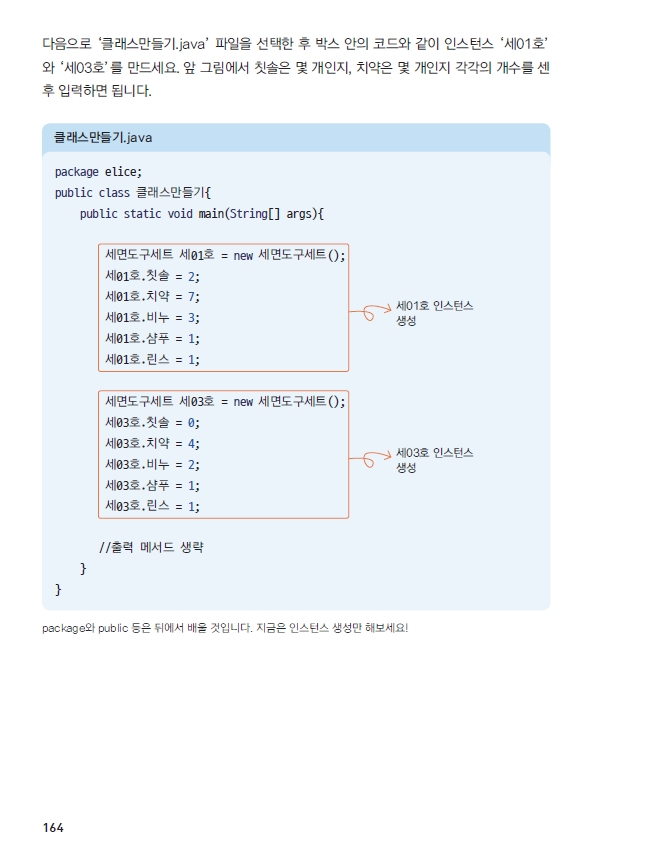 다음으로 ‘클래스만들기.java’ 파일을 선택한 후 박스 안의 코드와 같이 인스턴스 ‘세01호’
와 ‘세03호’를 만드세요. 앞 그림에서 칫솔은 몇 개인지, 치약은 몇 개인지 각각의 개수를 센
후 입력하면 됩니다.
클래스만들기.java
package elice;
public class 클래스만들기{
public static void main(String[] args){
세면도구세트 세01호 = new 세면도구세트();
세01호.칫솔 = 2;
세01호.치약 = 7;
세01호.비누 = 3;
세01호.샴푸 = 1;
세01호.린스 = 1;
세01호 인스턴스
생성
세면도구세트 세03호 = new 세면도구세트();
세03호.칫솔 = 0;
세03호.치약 = 4;
세03호.비누 = 2;
세03호.샴푸 = 1;
세03호.린스 = 1;
세03호 인스턴스
생성
//출력 메서드 생략
}
}
package와 public 등은 뒤에서 배울 것입니다. 지금은 인스턴스 생성만 해보세요!
164